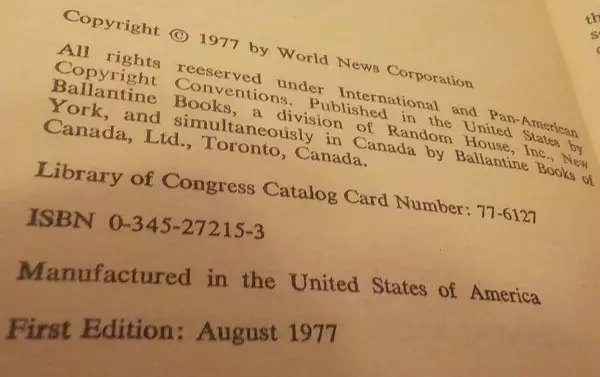 Copyright © 1977 by World News Corporation
All rights reeserved under International and Pan-American
Copyright Conventions. Published in the United States by
Ballantine Books, a division of Random House, Inc., New
York, and simultaneously in Canada by Ballantine Books of
Canada, Ltd., Toronto, Canada.
Library of Congress Catalog Card Number: 77-6127
ISBN 0-345-27215-3
Manufactured in the United States of America
First Edition: August 1977